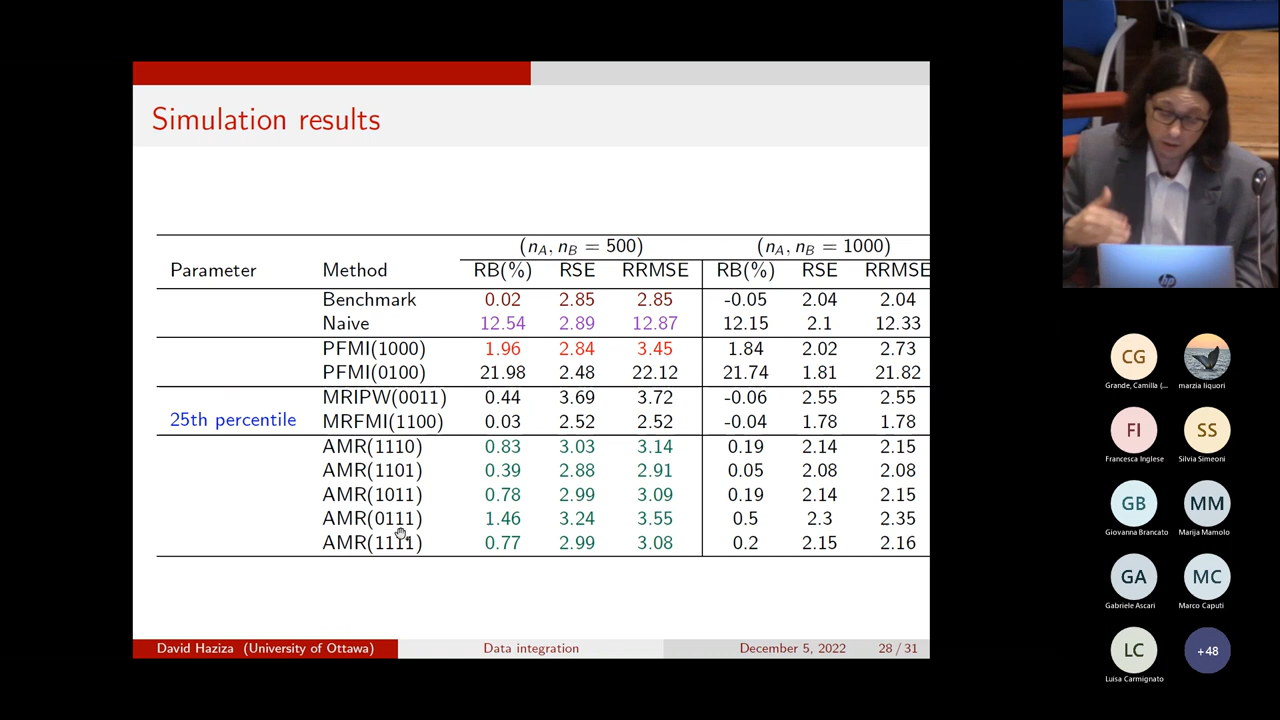 Simulation results
(nA, nB = 500) (nA, nB = 1000)
Parameter Method RB(%) RSE RRMSE RB(%) RSE RRMSE
Benchmark 0.02 2.85 2.85 -0.05 2.04 2.04
Naive 12.54 2.89 12.87 12.15 2.1 12.33
PFMI(1000) 1.96 2.84 3.45 1.84 2.02 2.73
PFMI(0100) 21.98 2.48 22.12 21.74 1.81 21.82
MRIPW(0011) 0.44 3.69 3.72 -0.06 2.55 2.55
25th percentile MRFMI(1100) 0.03 2.52 2.52 -0.04 1.78 1.78
AMR(1110) 0.83 3.03 3.14 0.19 2.14 2.15
AMR(1101) 0.39 2.88 2.91 0.05 2.08 2.08
AMR(1011) 0.78 2.99 3.09 0.19 2.14 2.15
AMR(0111) 1.46 3.24 3.55 0.5 2.3 2.35
AMR(1111) 0.77 2.99 3.08 0.2 2.15 2.16
David Haziza (University of Ottawa) Data integration December 5, 2022 28 / 31
hp
CG
Grande, Camilla (... marzia liquori
FI SS
Francesca Inglese Silvia Simeoni
GB MM
Giovanna Brancato Marija Mamolo
GA MC
Gabriele Ascari Marco Caputi
LC +48
Luisa Carmignato